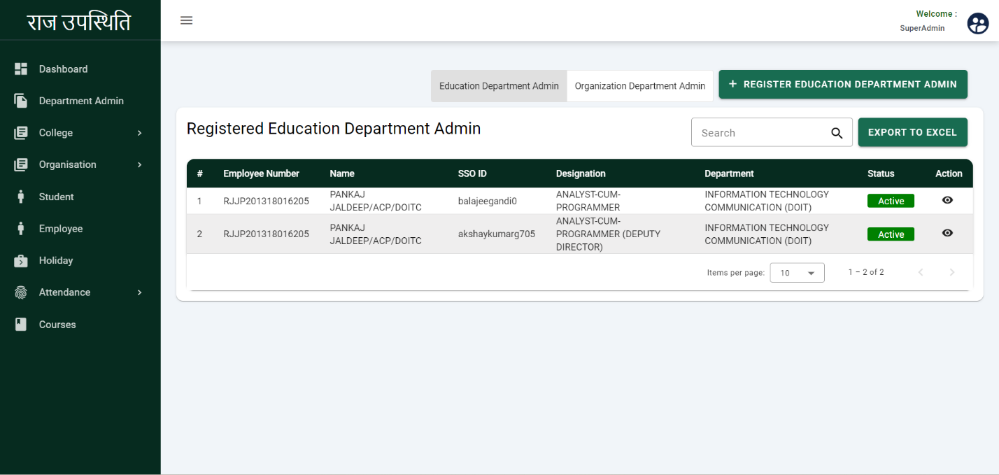 राज उपस्थिति
Welcome :
SuperAdmin
Dashboard
Department Admin
College
Organisation
Student
Employee
Holiday
Attendance
Courses
Education Department Admin
Organization Department Admin
+ REGISTER EDUCATION DEPARTMENT ADMIN
Registered Education Department Admin
Search
EXPORT TO EXCEL
# Employee Number Name SSO ID Designation Department Status Action
1 RJJP201318016205 PANKAJ JALDEEP/ACP/DOITC balajeegandi0 ANALYST-CUM-PROGRAMMER INFORMATION TECHNOLOGY COMMUNICATION (DOIT) Active
2 RJJP201318016205 PANKAJ JALDEEP/ACP/DOITC akshaykumarg705 ANALYST-CUM-PROGRAMMER (DEPUTY DIRECTOR) INFORMATION TECHNOLOGY COMMUNICATION (DOIT) Active
Items per page: 10 1 – 2 of 2